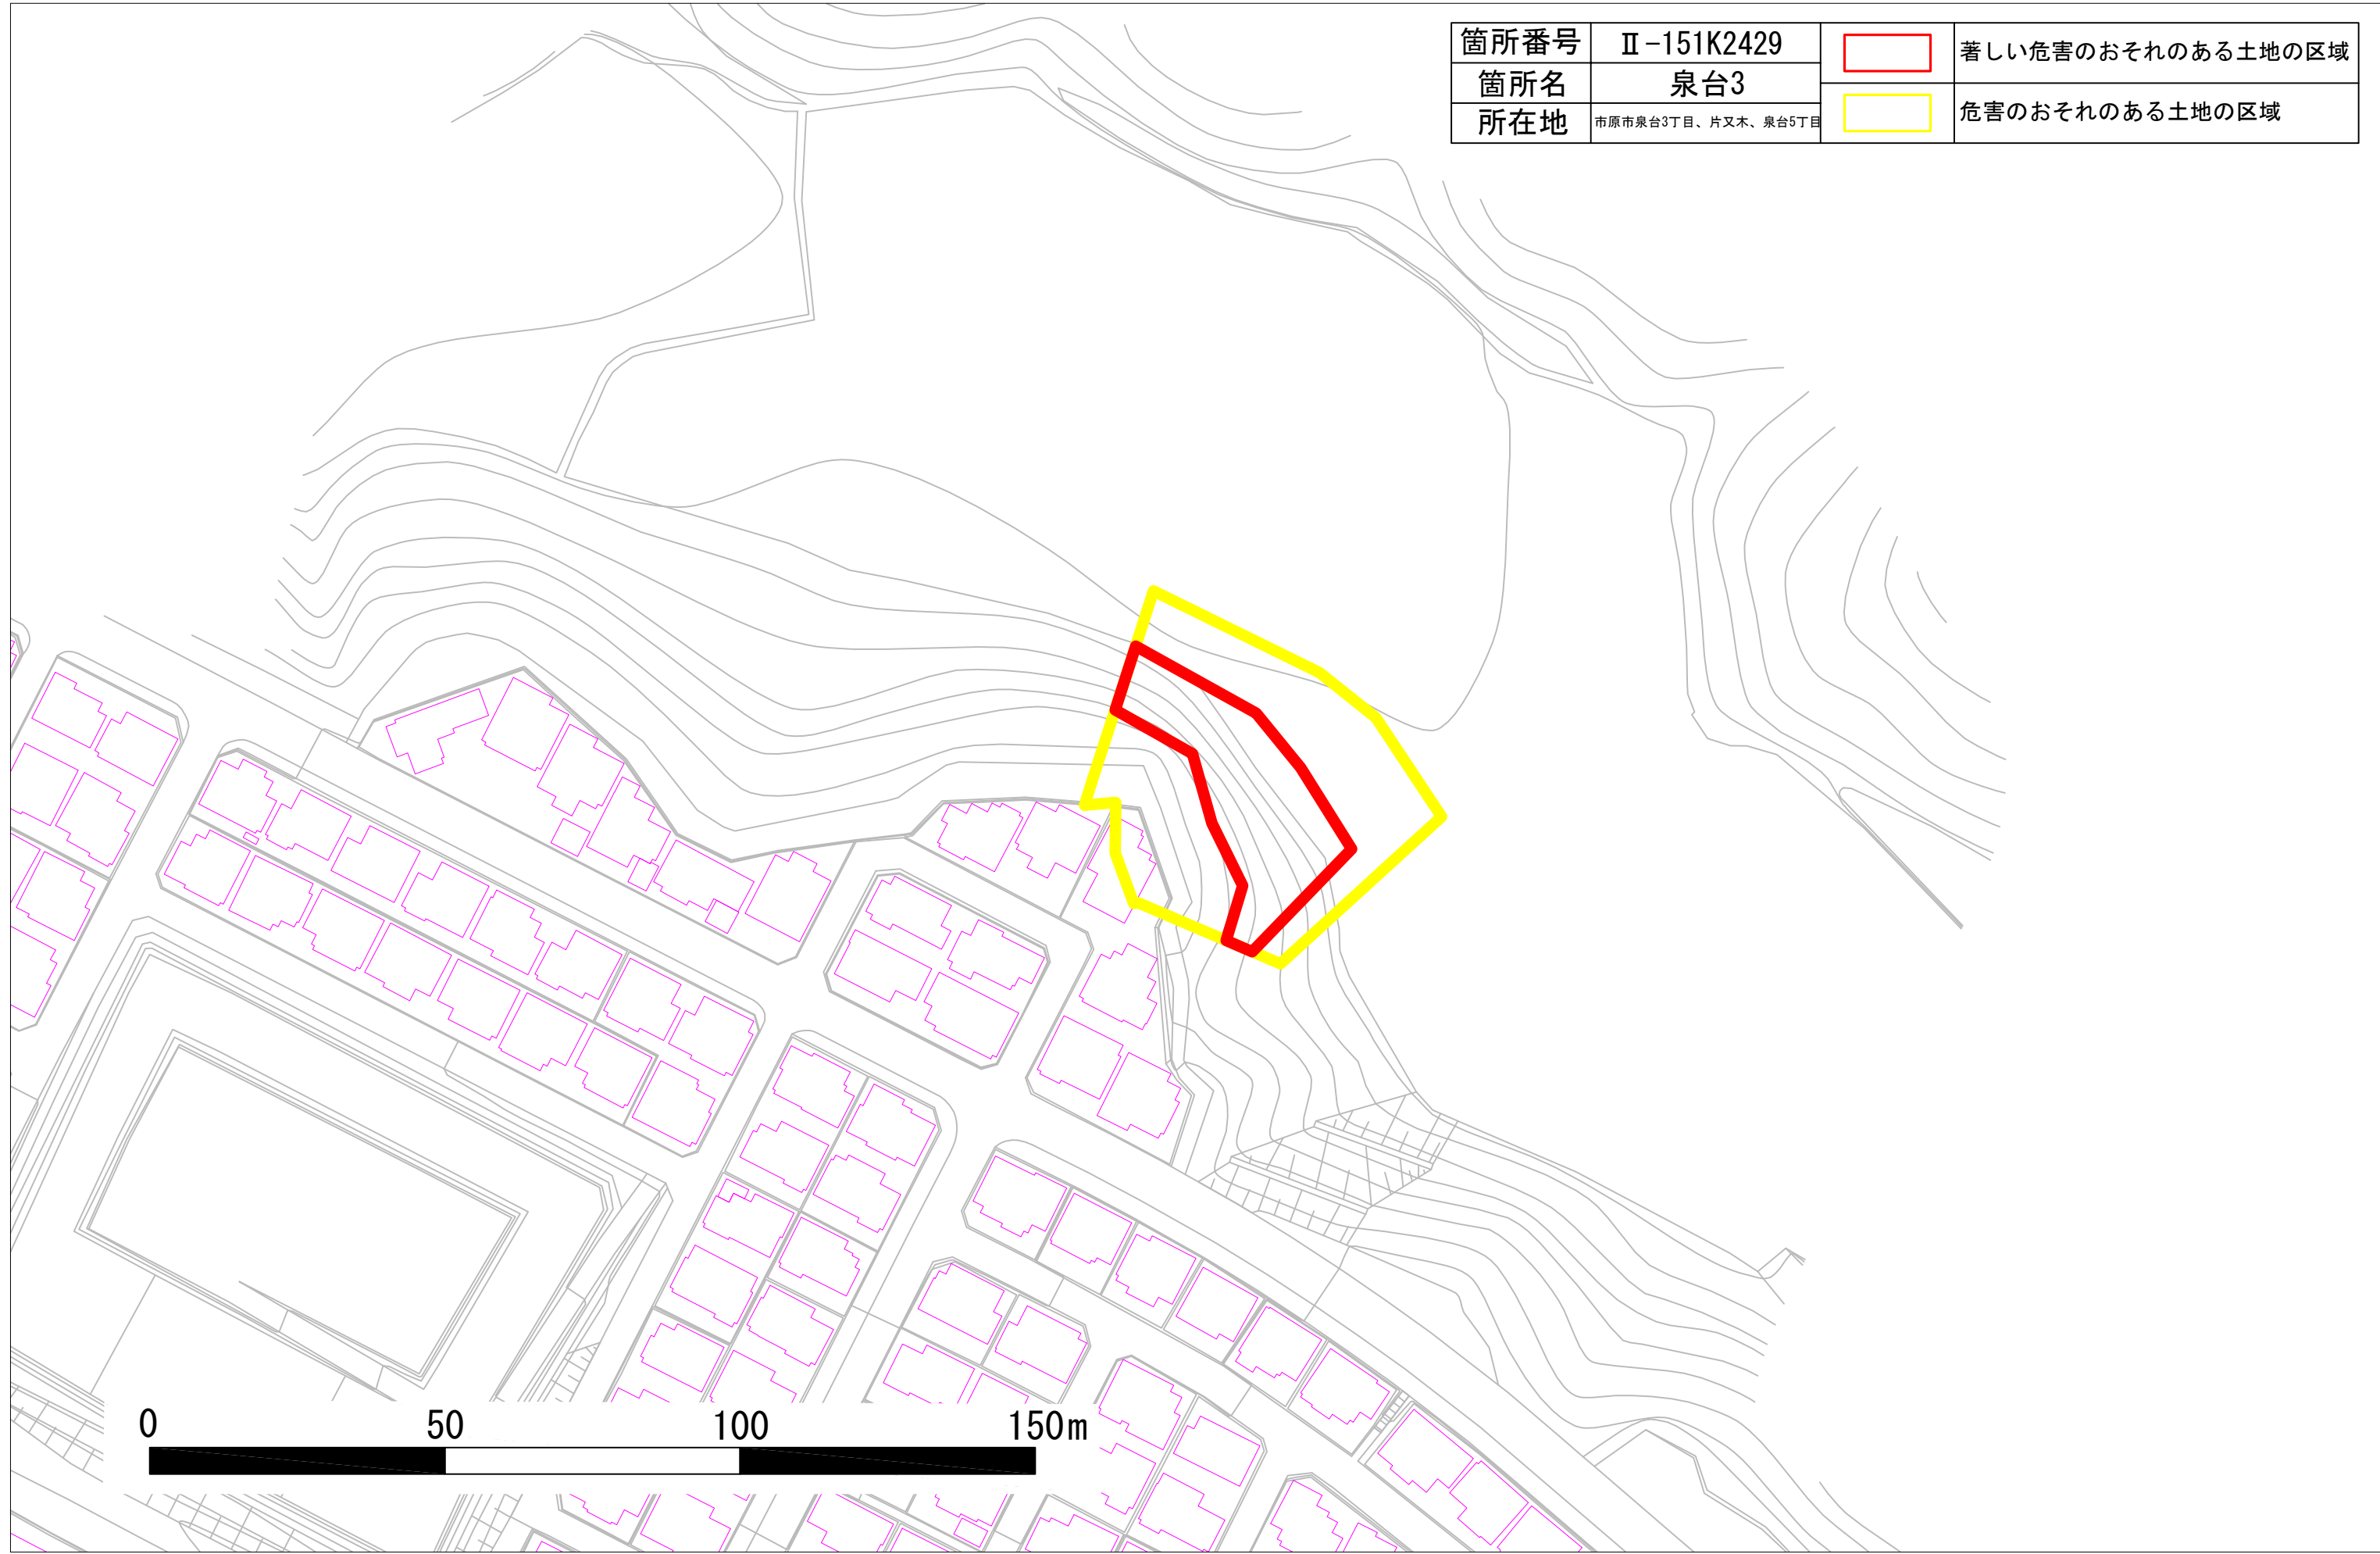 箇所番号 Ⅱ-151K2429
箇所名 泉台3
所在地 市原市泉台3丁目、片又木、泉台5丁目
著しい危害のおそれのある土地の区域
危害のおそれのある土地の区域
0 50 100 150m